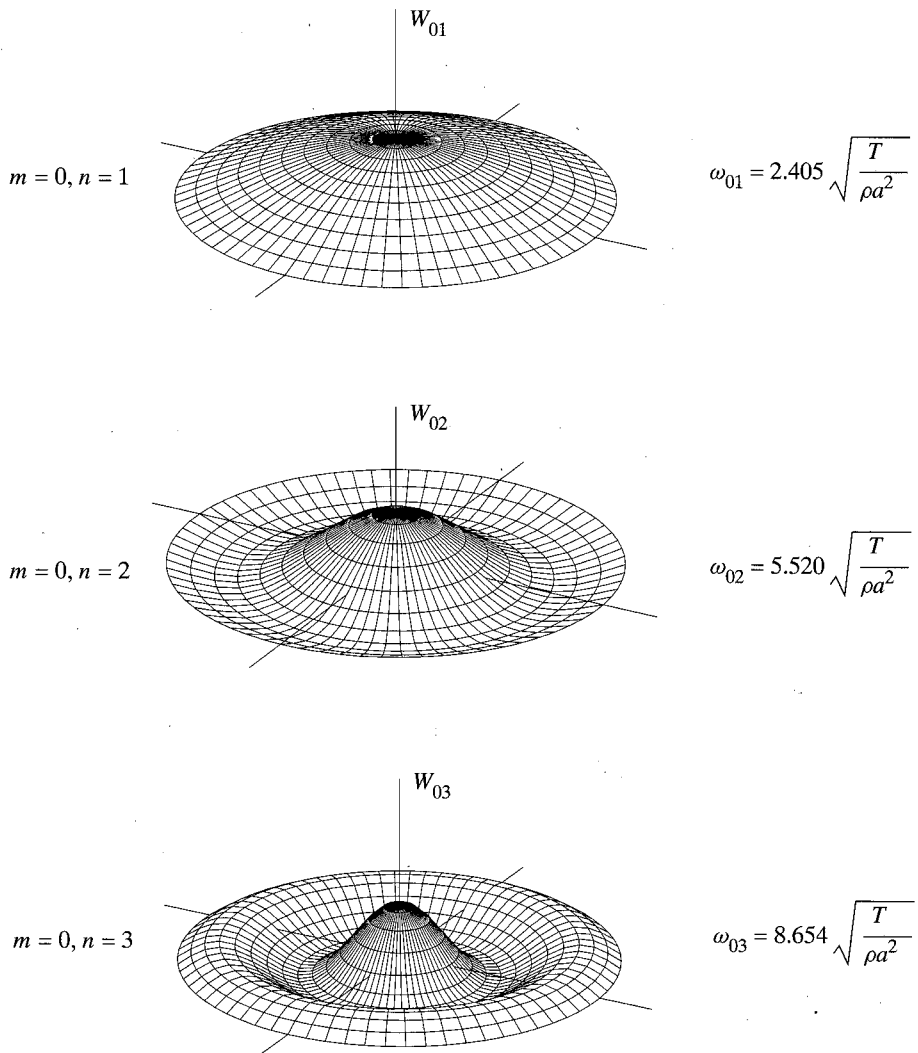 W₀₁
m = 0, n = 1
ω₀₁ = 2.405 √(T / ρa²)
W₀₂
m = 0, n = 2
ω₀₂ = 5.520 √(T / ρa²)
W₀₃
m = 0, n = 3
ω₀₃ = 8.654 √(T / ρa²)